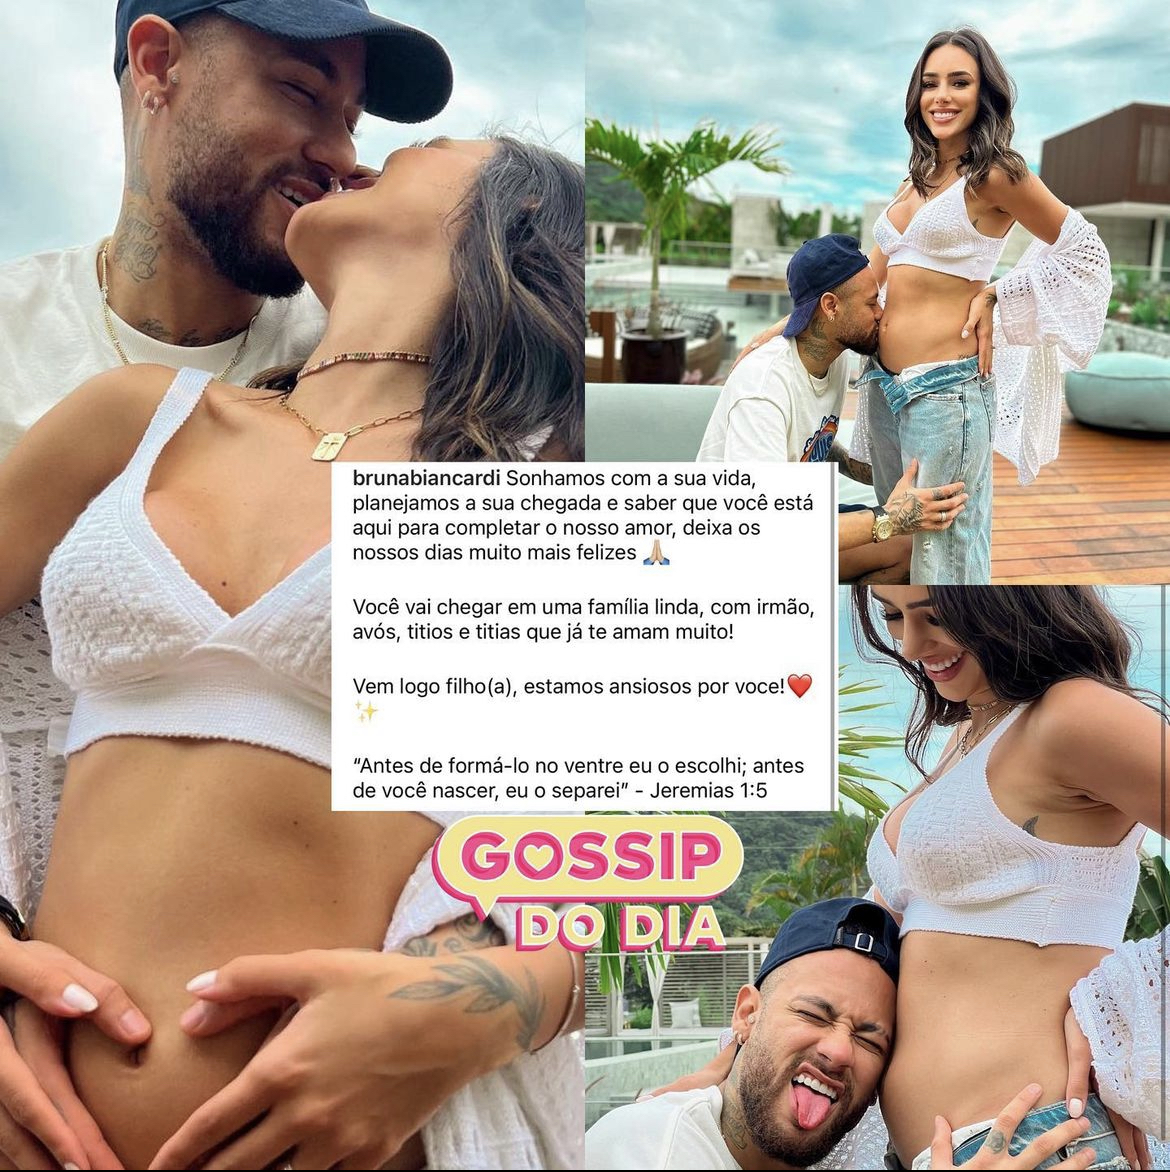 brunabiancardi Sonhamos com a sua vida,
planejamos a sua chegada e saber que você está
aqui para completar o nosso amor, deixa os
nossos dias muito mais felizes 🙏🏼
Você vai chegar em uma família linda, com irmão,
avós, titios e titias que já te amam muito!
Vem logo filho(a), estamos ansiosos por voce!❤️
✨
“Antes de formá-lo no ventre eu o escolhi; antes
de você nascer, eu o separei” - Jeremias 1:5
GOSSIP
DO DIA